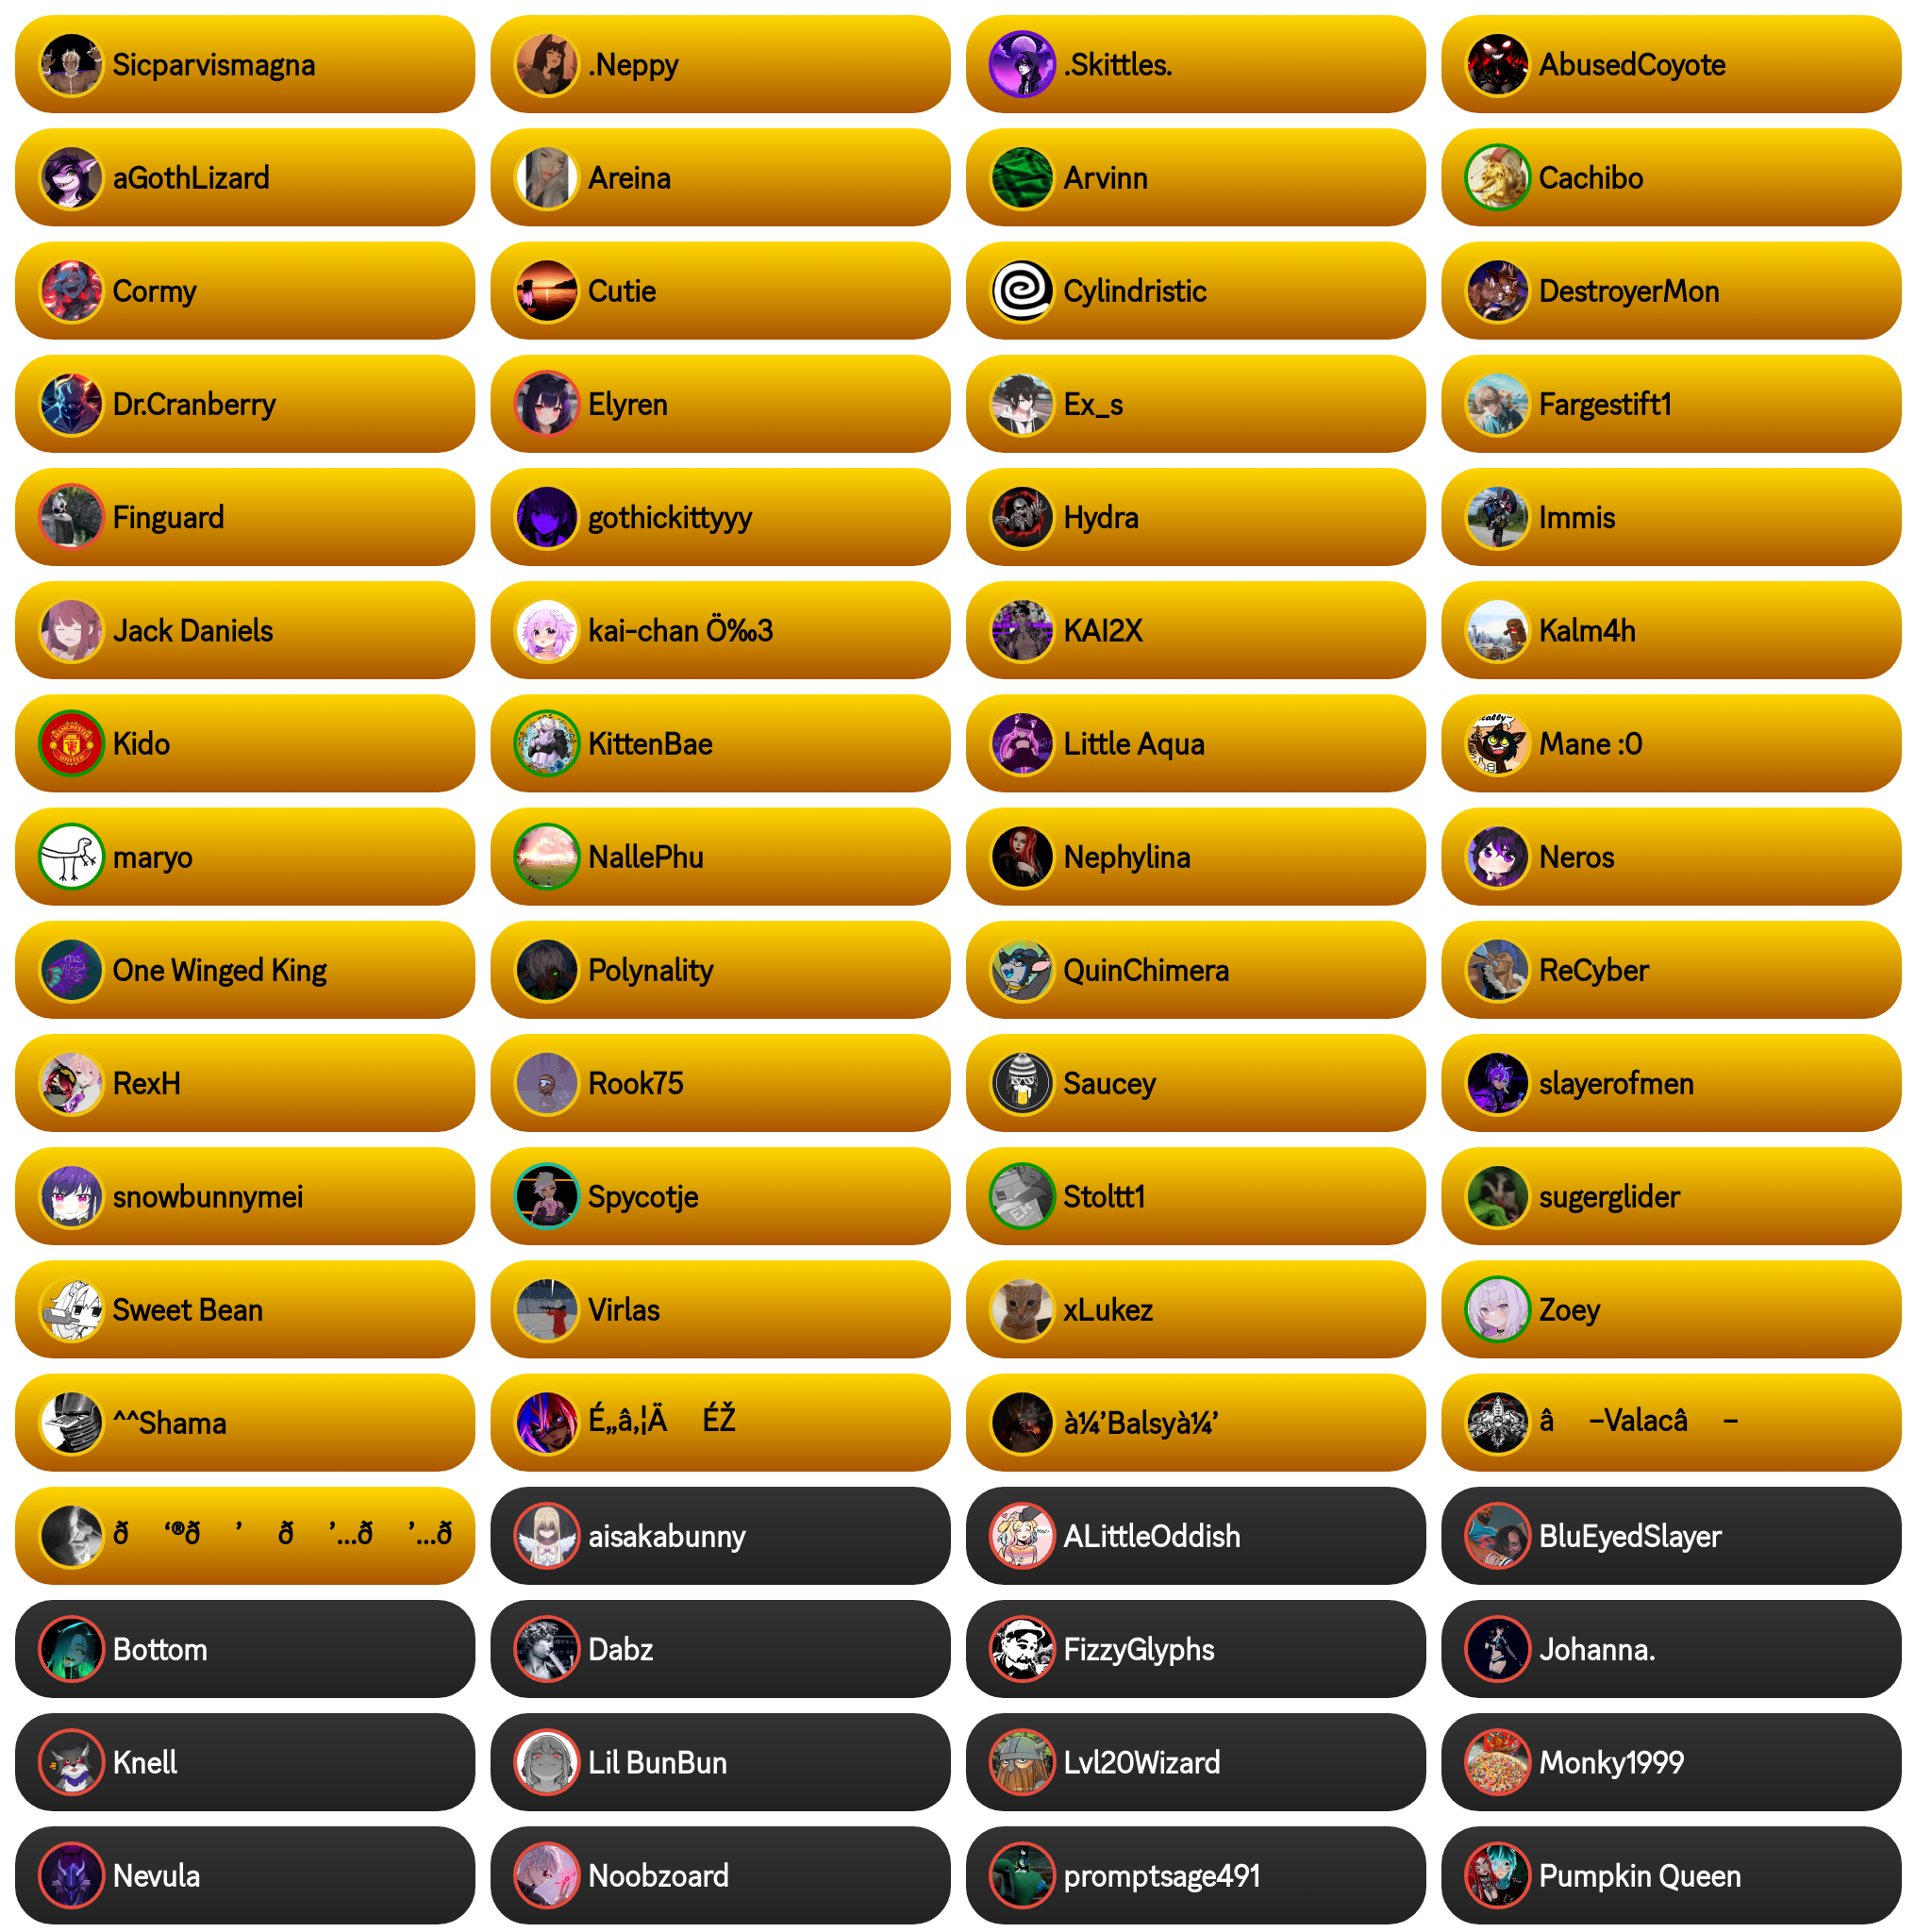 Sicparvismagna
.Neppy
.Skittles.
AbusedCoyote
aGothLizard
Areina
Arvinn
Cachibo
Cormy
Cutie
Cylindristic
DestroyerMon
Dr.Cranberry
Elyren
Ex_s
Fargestift1
Finguard
gothickittyyy
Hydra
Immis
Jack Daniels
kai-chan Ö‰3
KAI2X
Kalm4h
Kido
KittenBae
Little Aqua
Mane :0
maryo
NallePhu
Nephylina
Neros
One Winged King
Polynality
QuinChimera
ReCyber
RexH
Rook75
Saucey
slayerofmen
snowbunnymei
Spycotje
Stoltt1
sugerglider
Sweet Bean
Virlas
xLukez
Zoey
^^Shama
É„â‚¦Ä ÉŽ
à¼’Balsyà¼’
â –Valacâ –
ð ‘®ð ’ ð ’…ð ’…ð
aisakabunny
ALittleOddish
BluEyedSlayer
Bottom
Dabz
FizzyGlyphs
Johanna.
Knell
Lil BunBun
Lvl20Wizard
Monky1999
Nevula
Noobzoard
promptsage491
Pumpkin Queen